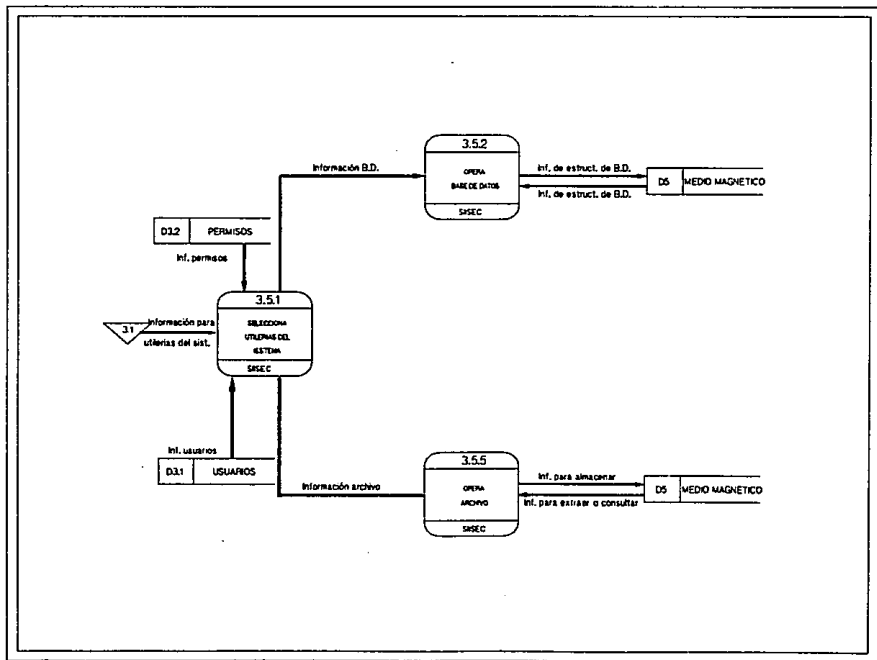 3.5.2
Información B.D.
OPERA
BASE DE DATOS
SIISEC
Inf. de estruct. de B.D.
Inf. de estruct. de B.D.
D5 MEDIO MAGNETICO
D3.2 PERMISOS
Inf. permisos
3.5.1
SELECCIONA
UTILERIAS DEL
SISTEMA
SIISEC
3.1
Información para
utilerias del sist.
Inf. usuarios
D3.1 USUARIOS
Información archivo
3.5.5
OPERA
ARCHIVO
SIISEC
Inf. para almacenar
Inf. para extraer o consultar
D5 MEDIO MAGNETICO